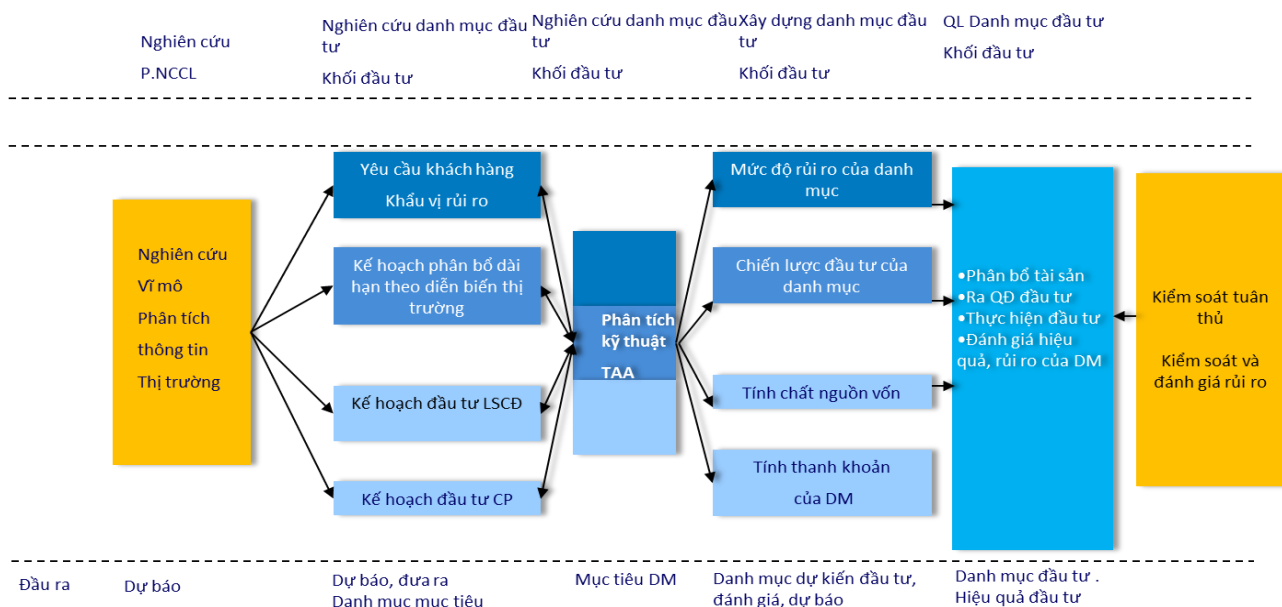 Nghiên cứu
P.NCCL
Nghiên cứu danh mục đầu
tư
Khối đầu tư
Nghiên cứu danh mục đầu
tư
Khối đầu tư
Xây dựng danh mục đầu
tư
Khối đầu tư
QL Danh mục đầu tư
Khối đầu tư
Nghiên cứu
Vĩ mô
Phân tích
thông tin
Thị trường
Yêu cầu khách hàng
Khẩu vị rủi ro
Kế hoạch phân bổ dài
hạn theo diễn biến thị
trường
Kế hoạch đầu tư LSCĐ
Kế hoạch đầu tư CP
Phân tích
kỹ thuật
TAA
Mức độ rủi ro của danh
mục
Chiến lược đầu tư của
danh mục
Tính chất nguồn vốn
Tính thanh khoản
của DM
•Phân bổ tài sản
•Ra QĐ đầu tư
•Thực hiện đầu tư
•Đánh giá hiệu
quả, rủi ro của DM
Kiểm soát tuân
thủ
Kiểm soát và
đánh giá rủi ro
Đầu ra
Dự báo
Dự báo, đưa ra
Danh mục mục tiêu
Mục tiêu DM
Danh mục dự kiến đầu tư,
đánh giá, dự báo
Danh mục đầu tư .
Hiệu quả đầu tư